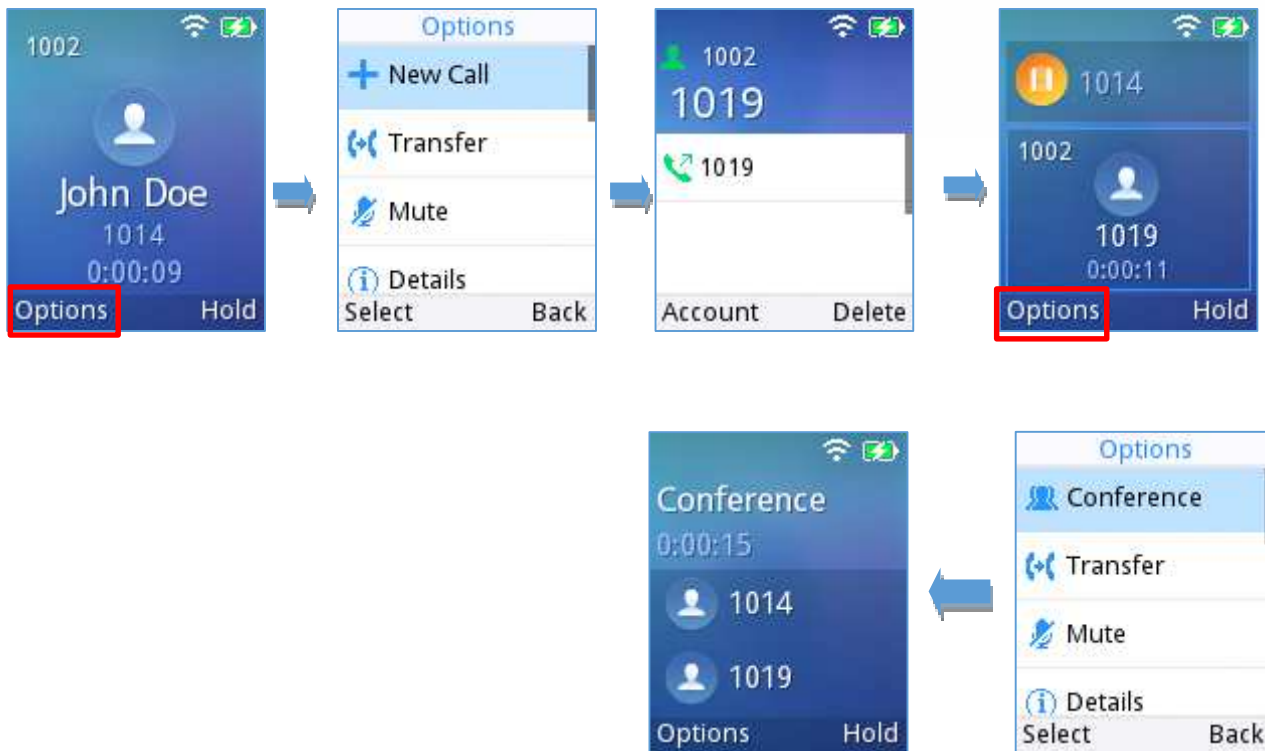 1002
John Doe
1014
0:00:09
Options Hold
Options
New Call
Transfer
Mute
Details
Select Back
1002
1019
1019
Account Delete
1014
1002
1019
0:00:11
Options Hold
Options
Conference
Transfer
Mute
Details
Select Back
Conference
0:00:15
1014
1019
Options Hold